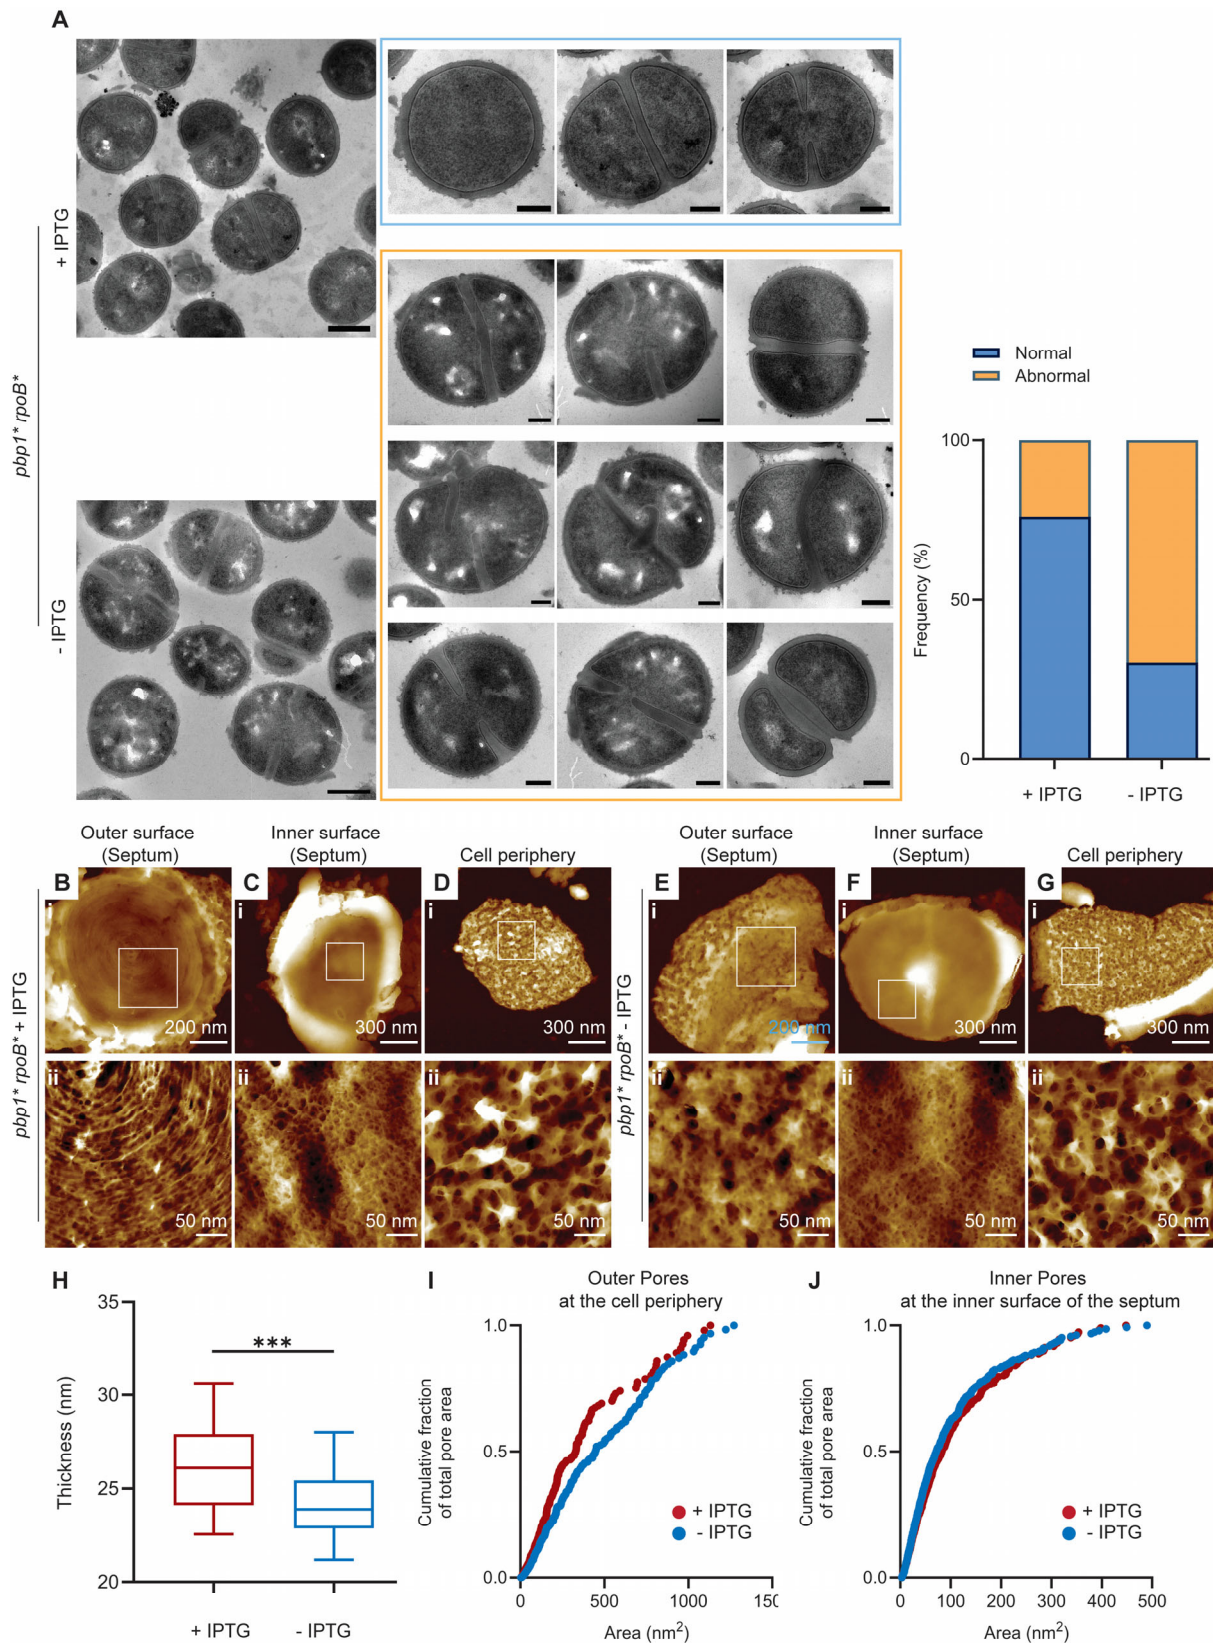 A
+ IPTG
pbp1* rpoB*
- IPTG
Normal
Abnormal
Frequency (%)
100
50
0
+ IPTG
- IPTG
Outer surface
(Septum)
Inner surface
(Septum)
Cell periphery
Outer surface
(Septum)
Inner surface
(Septum)
Cell periphery
pbp1* rpoB* + IPTG
B
i
200 nm
C
i
300 nm
D
i
300 nm
ii
50 nm
ii
50 nm
ii
50 nm
pbp1* rpoB* - IPTG
E
i
200 nm
F
i
300 nm
G
i
300 nm
ii
50 nm
ii
50 nm
ii
50 nm
H
Thickness (nm)
35
30
25
20
***
+ IPTG
- IPTG
I
Outer Pores
at the cell periphery
Cumulative fraction
of total pore area
1.0
0.5
0.0
+ IPTG
- IPTG
0
500
1000
Area (nm2)
J
Inner Pores
at the inner surface of the septum
Cumulative fraction
of total pore area
1.0
0.5
0.0
+ IPTG
- IPTG
0
100
200
300
400
500
Area (nm2)